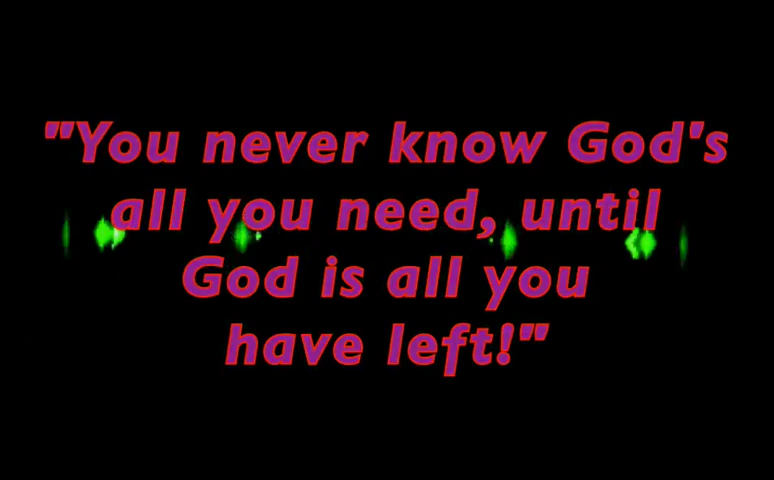 "You never know God's
all you need, until
God is all you
have left!"